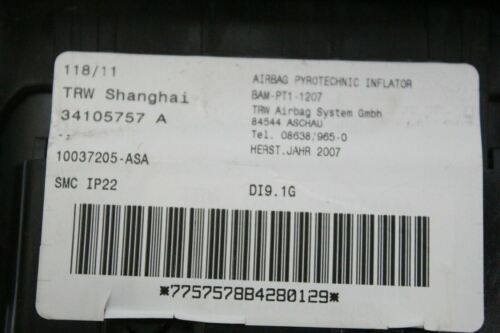 118/11
TRW Shanghai
34105757 A
--
10037205-ASA
SMC IP22
AIRBAG PYROTECHNIC INFLATOR
BAM-PT1-1207
TRW Airbag System Gmbh
84544 ASCHAU
Tel. 08638/965-0
HERST.JAHR 2007
DI9.1G
*775757884280129*